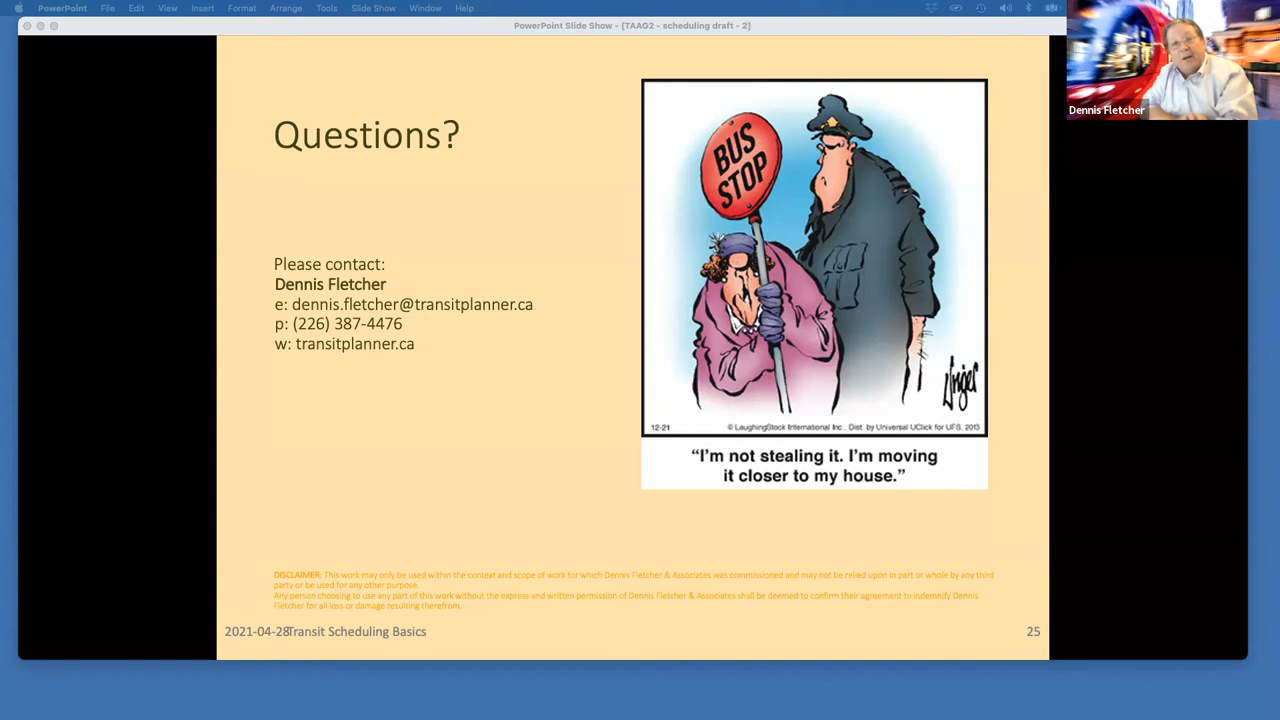 PowerPoint File Edit View Insert Format Arrange Tools Slide Show Window Help
PowerPoint Slide Show - [TAAG2 - scheduling draft - 2]
Dennis Fletcher
Questions?
Please contact:
Dennis Fletcher
e: dennis.fletcher@transitplanner.ca
p: (226) 387-4476
w: transitplanner.ca
BUS
STOP
Unger
12-21 © LaughingStock International Inc., Dist. by Universal UClick for UFS, 2013
“I’m not stealing it. I’m moving
it closer to my house.”
DISCLAIMER: This work may only be used within the context and scope of work for which Dennis Fletcher & Associates was commissioned and may not be relied upon in part or whole by any third
party or be used for any other purpose.
Any person choosing to use any part of this work without the express and written permission of Dennis Fletcher & Associates shall be deemed to confirm their agreement to indemnify Dennis
Fletcher for all loss or damage resulting therefrom.
2021-04-28 Transit Scheduling Basics 25